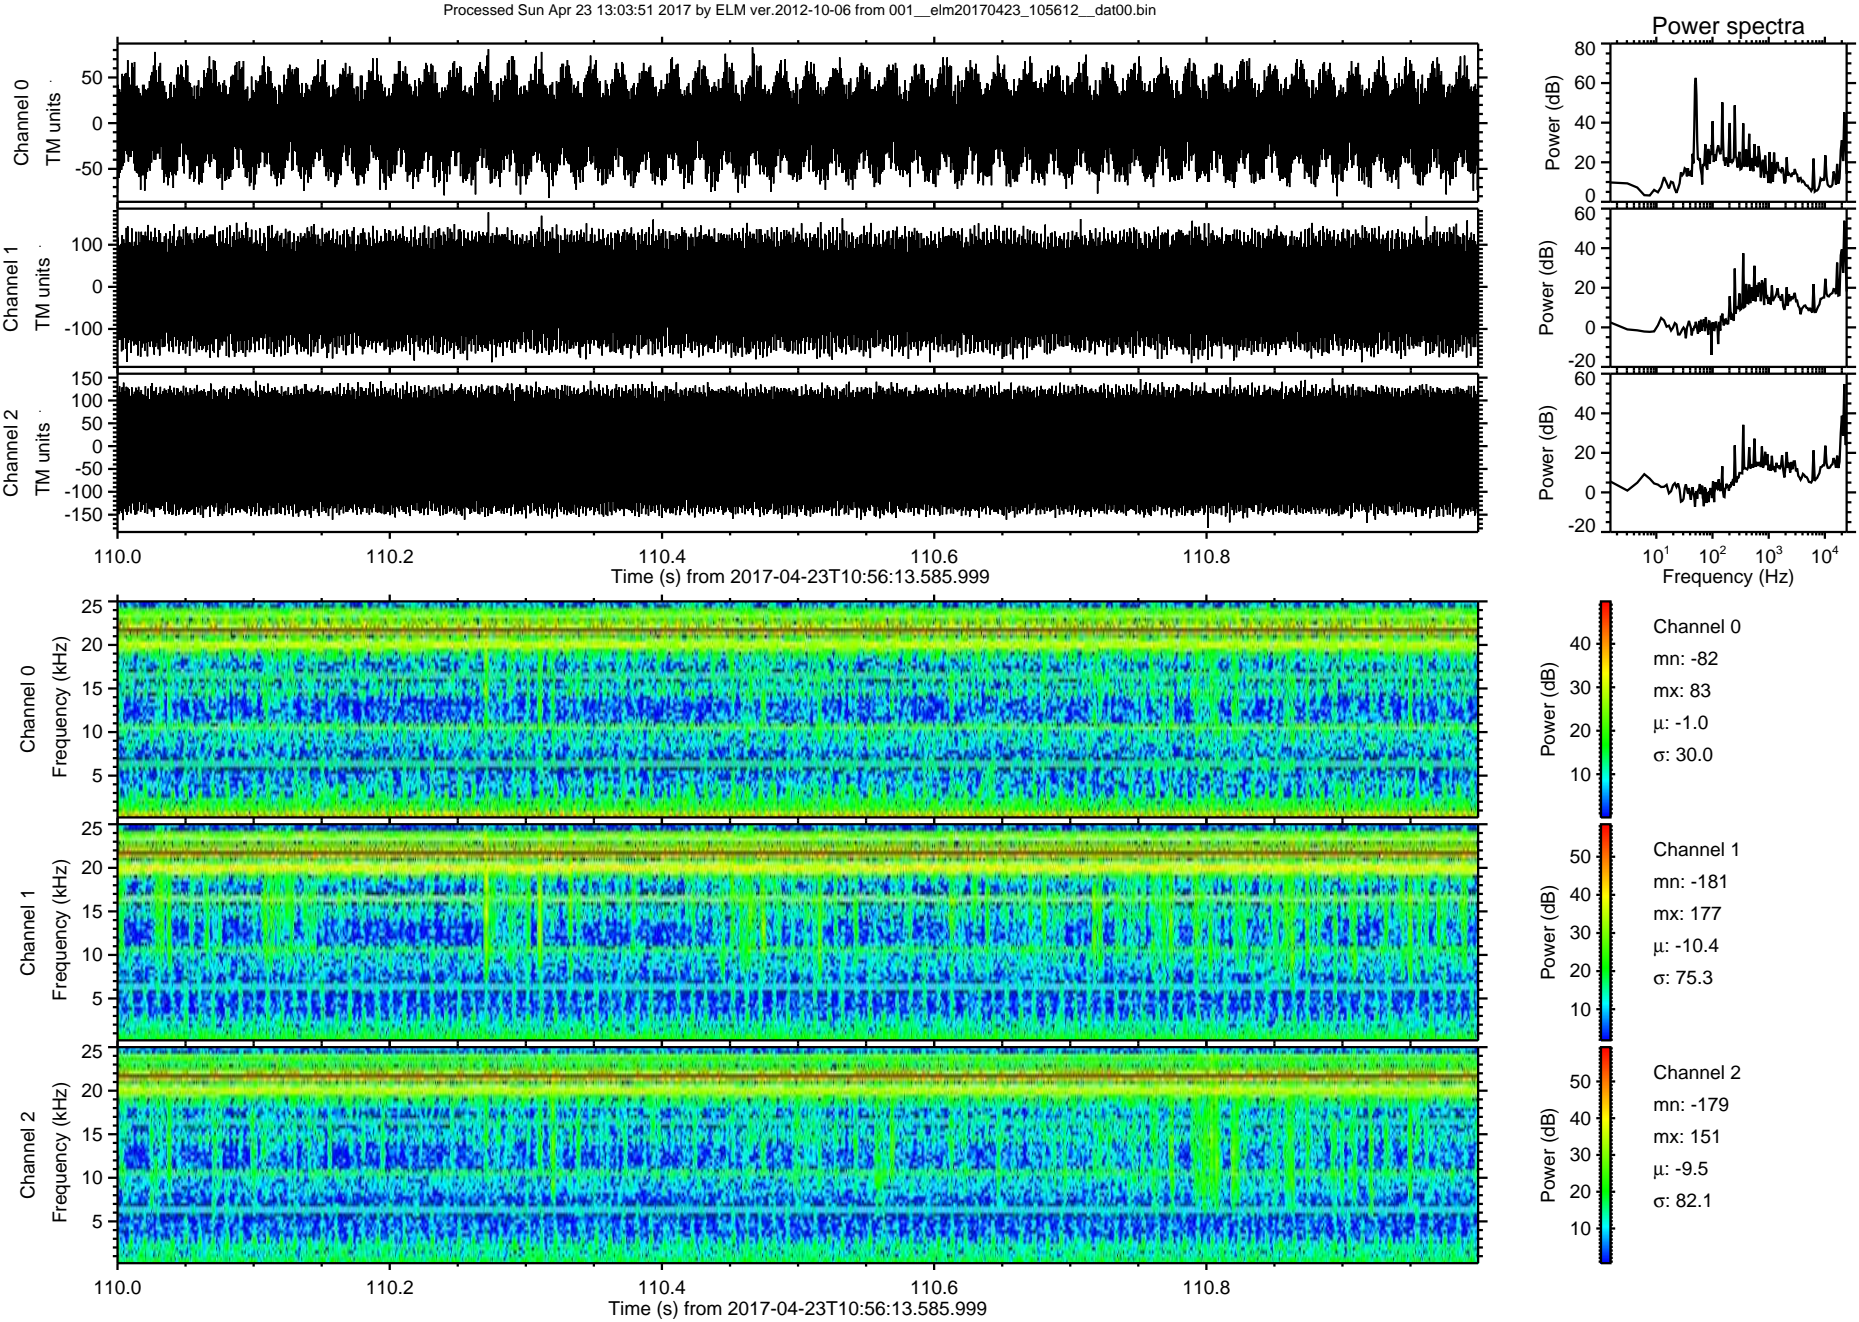 Processed Sun Apr 23 13:03:51 2017 by ELM ver.2012-10-06 from 001__elm20170423_105612__dat00.bin
Power spectra
Channel 0
TM units
50
0
-50
Power (dB)
80
60
40
20
0
Channel 1
TM units
100
0
-100
Power (dB)
60
40
20
0
-20
Channel 2
TM units
150
100
50
0
-50
-100
-150
Power (dB)
60
40
20
0
-20
110.0 110.2 110.4 110.6 110.8
Time (s) from 2017-04-23T10:56:13.585.999
10¹ 10² 10³ 10⁴
Frequency (Hz)
Channel 0
Frequency (kHz)
25
20
15
10
5
Power (dB)
40
30
20
10
Channel 0
mn: -82
mx: 83
μ: -1.0
σ: 30.0
Channel 1
Frequency (kHz)
25
20
15
10
5
Power (dB)
50
40
30
20
10
Channel 1
mn: -181
mx: 177
μ: -10.4
σ: 75.3
Channel 2
Frequency (kHz)
25
20
15
10
5
Power (dB)
50
40
30
20
10
Channel 2
mn: -179
mx: 151
μ: -9.5
σ: 82.1
110.0 110.2 110.4 110.6 110.8
Time (s) from 2017-04-23T10:56:13.585.999